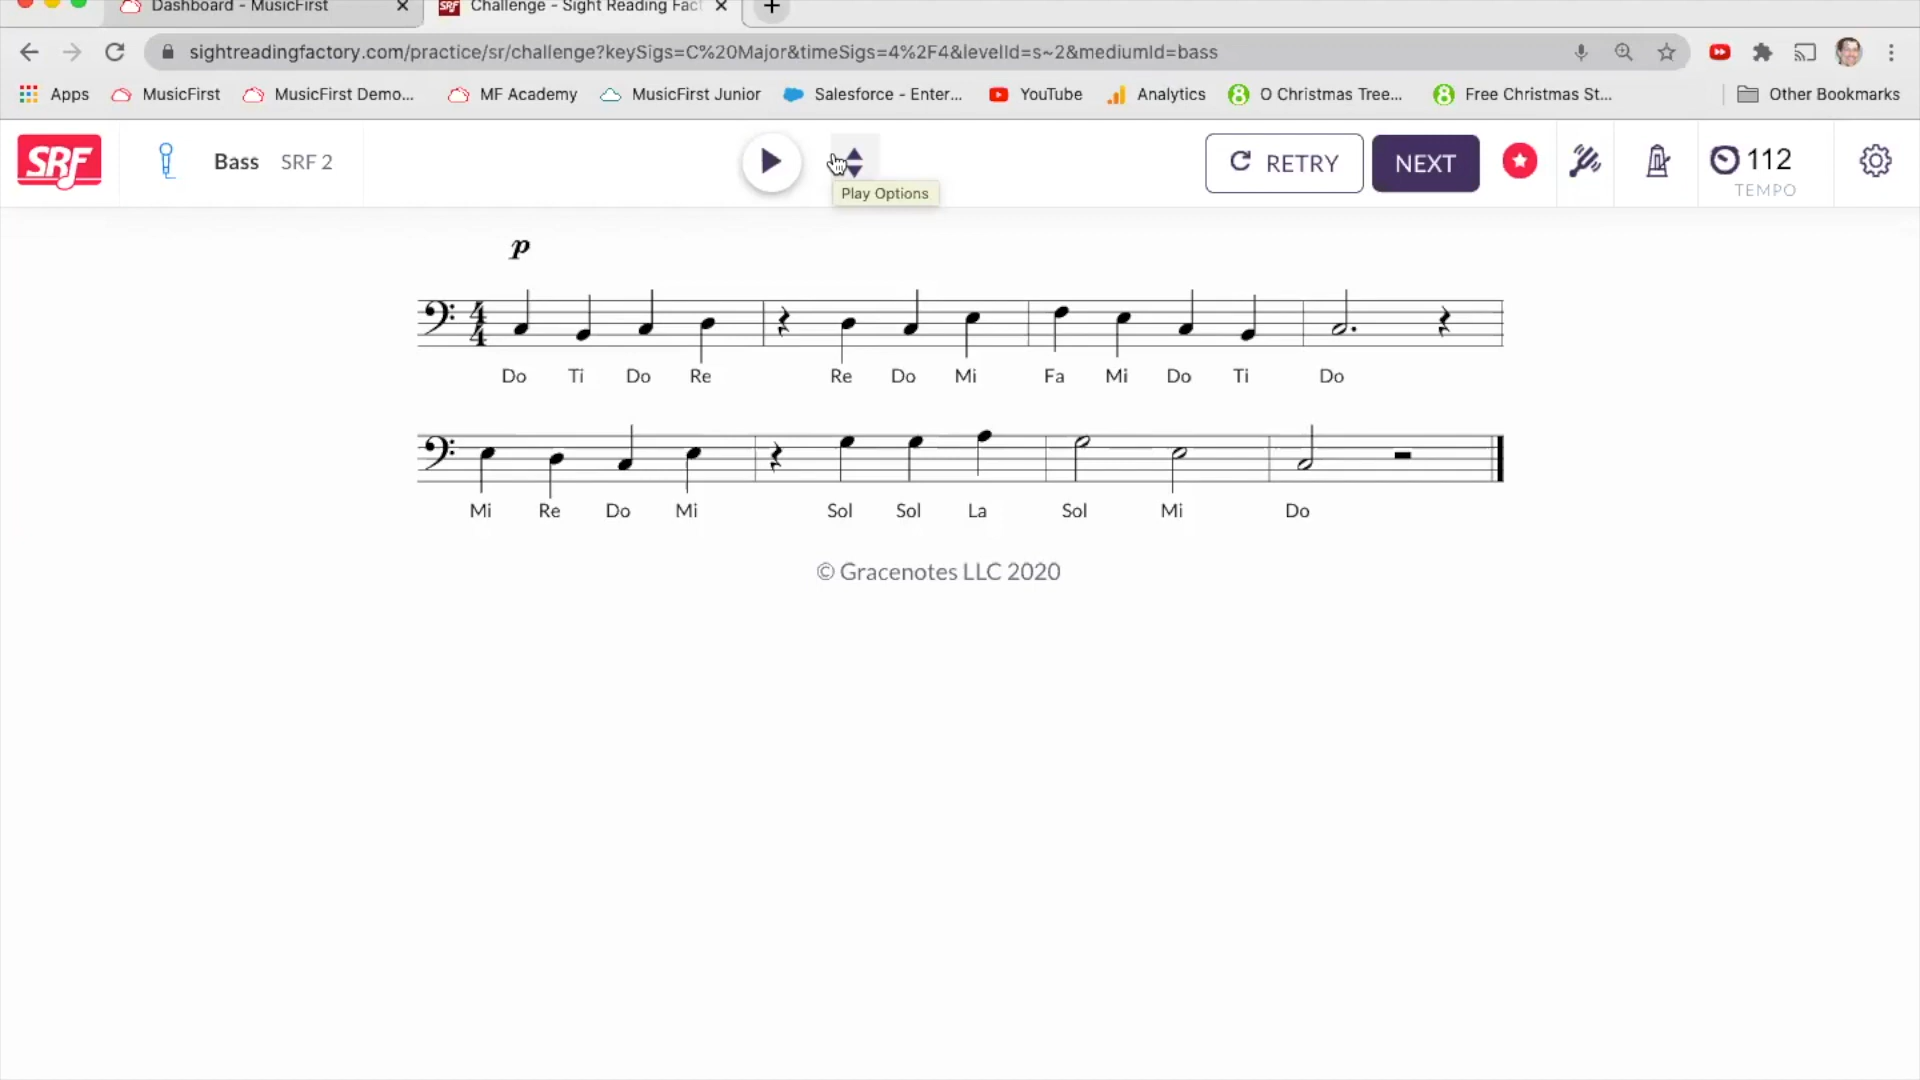 Dashboard - MusicFirst
SRF Challenge - Sight Reading Fact
sightreadingfactory.com/practice/sr/challenge?keySigs=C%20Major&timeSigs=4%2F4&levelId=s~2&mediumId=bass
Apps MusicFirst MusicFirst Demo... MF Academy MusicFirst Junior Salesforce - Enter... YouTube Analytics O Christmas Tree... Free Christmas St... Other Bookmarks
SRF Bass SRF 2 RETRY NEXT 112
TEMPO
Play Options
p
4
4
Do Ti Do Re Re Do Mi Fa Mi Do Ti Do
Mi Re Do Mi Sol Sol La Sol Mi Do
© Gracenotes LLC 2020